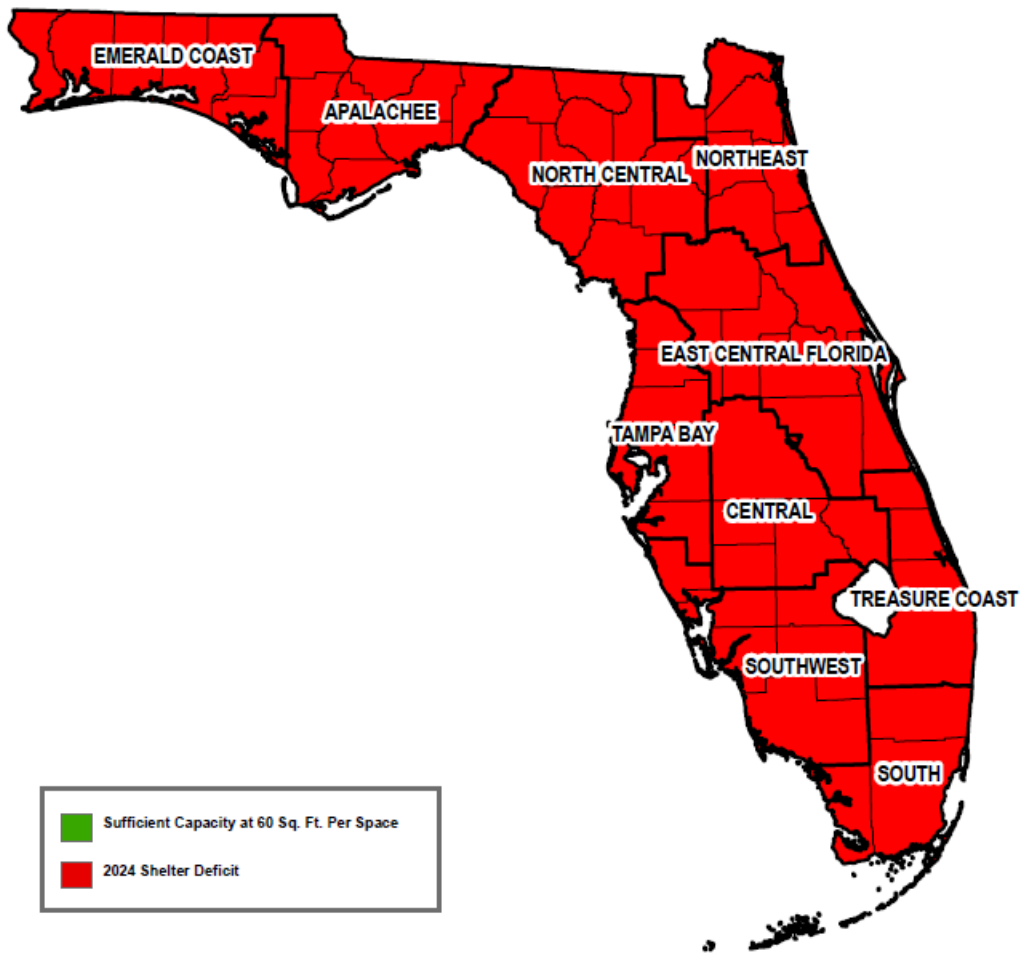 EMERALD COAST
APALACHEE
NORTH CENTRAL
NORTHEAST
EAST CENTRAL FLORIDA
TAMPA BAY
CENTRAL
TREASURE COAST
SOUTHWEST
SOUTH
Sufficient Capacity at 60 Sq. Ft. Per Space
2024 Shelter Deficit